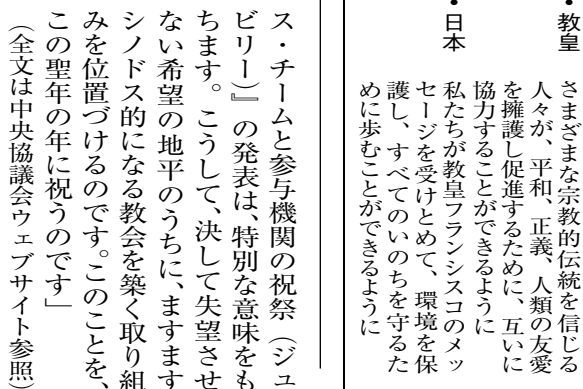 ・教皇
さまざまな宗教的伝統を信じる
人々が、平和、正義、人類の友愛
を擁護し促進するために、互いに
協力することができるように
・日本
私たちが教皇フランシスコのメッ
セージを受けとめて、環境を保
護し、すべてのいのちを守るた
めに歩むことができるように
ス・チームと参与機関の祝祭（ジュ
ビリー）』の発表は、特別な意味をも
ちます。こうして、決して失望させ
ない希望の地平のうちに、ますます
シノドス的になる教会を築く取り組
みを位置づけるのです。このことを、
この聖年の年に祝うのです」
（全文は中央協議会ウェブサイト参照）